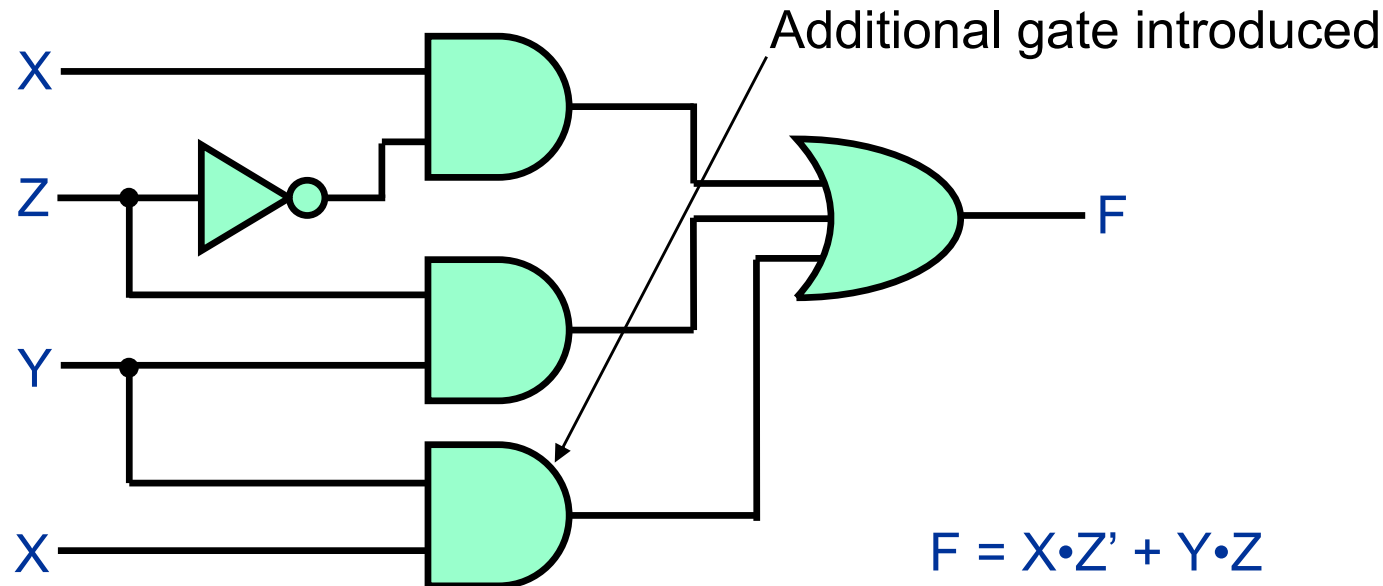 Additional gate introduced
X
Z
F
Y
X
F = X•Z’ + Y•Z